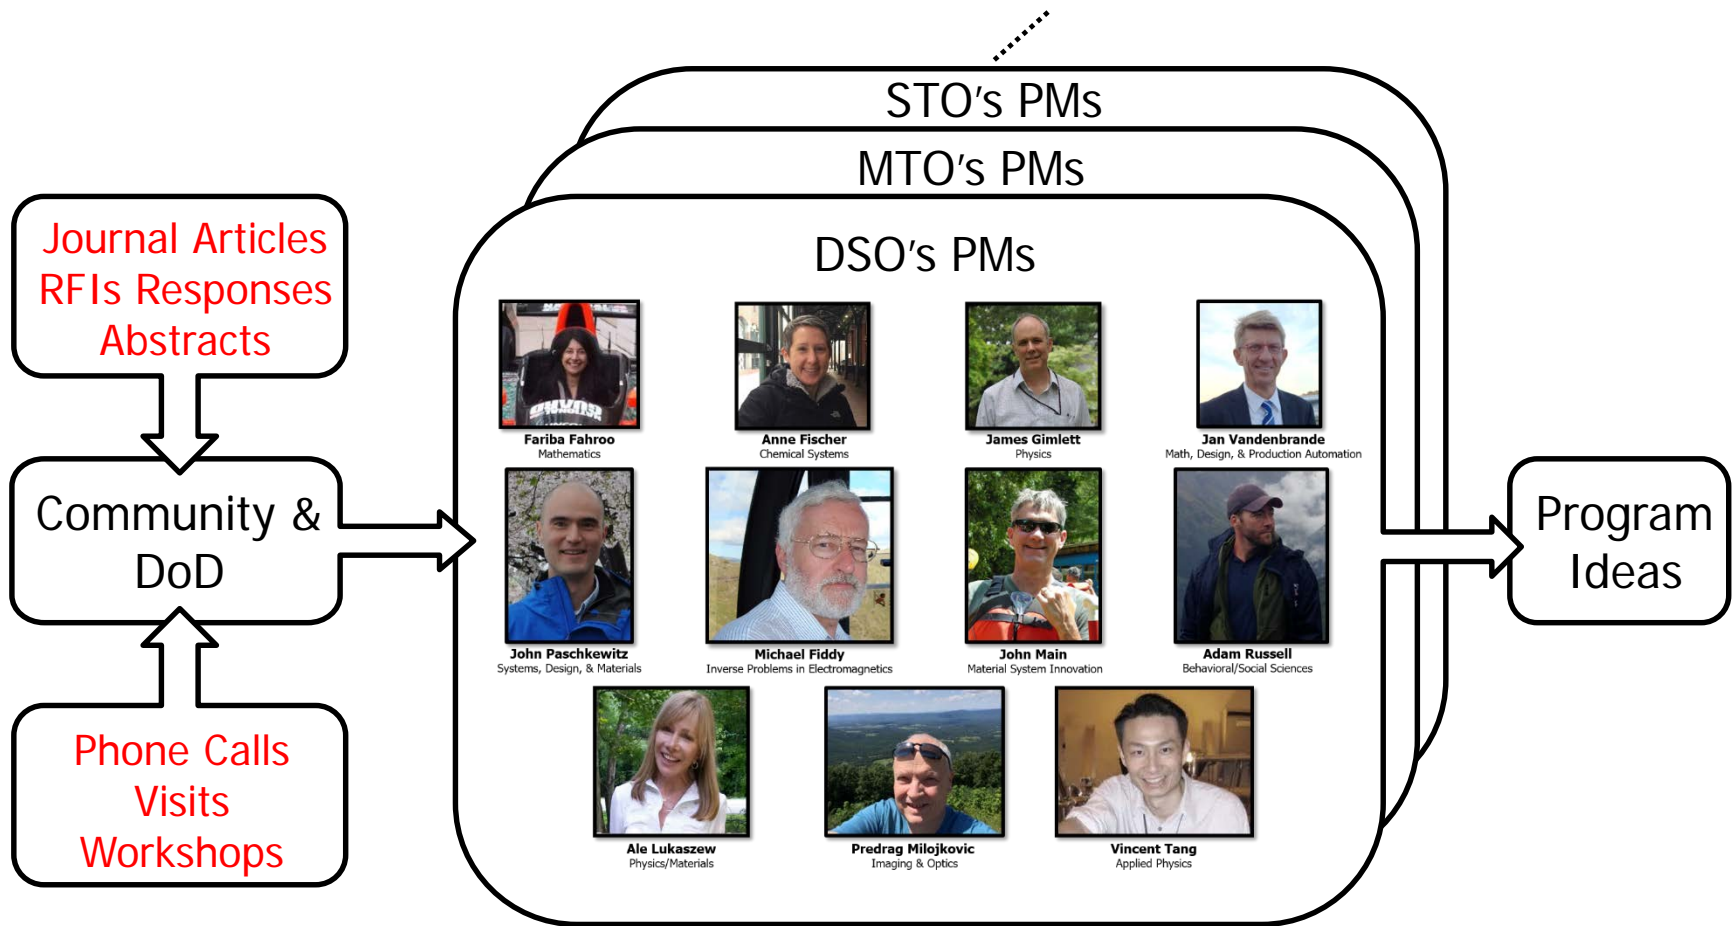 STO's PMs
MTO's PMs
DSO's PMs
Journal Articles
RFIs Responses
Abstracts
Community &
DoD
Phone Calls
Visits
Workshops
Fariba Fahroo
Mathematics
Anne Fischer
Chemical Systems
James Gimlett
Physics
Jan Vandenbrande
Math, Design, & Production Automation
John Paschkewitz
Systems, Design, & Materials
Michael Fiddy
Inverse Problems in Electromagnetics
John Main
Material System Innovation
Adam Russell
Behavioral/Social Sciences
Ale Lukaszew
Physics/Materials
Predrag Milojkovic
Imaging & Optics
Vincent Tang
Applied Physics
Program
Ideas